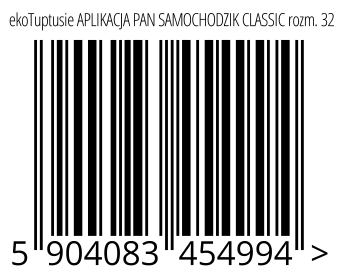 ekoTuptusie APLIKACJA PAN SAMOCHODZIK CLASSIC rozm. 32
5 904083 454994 >